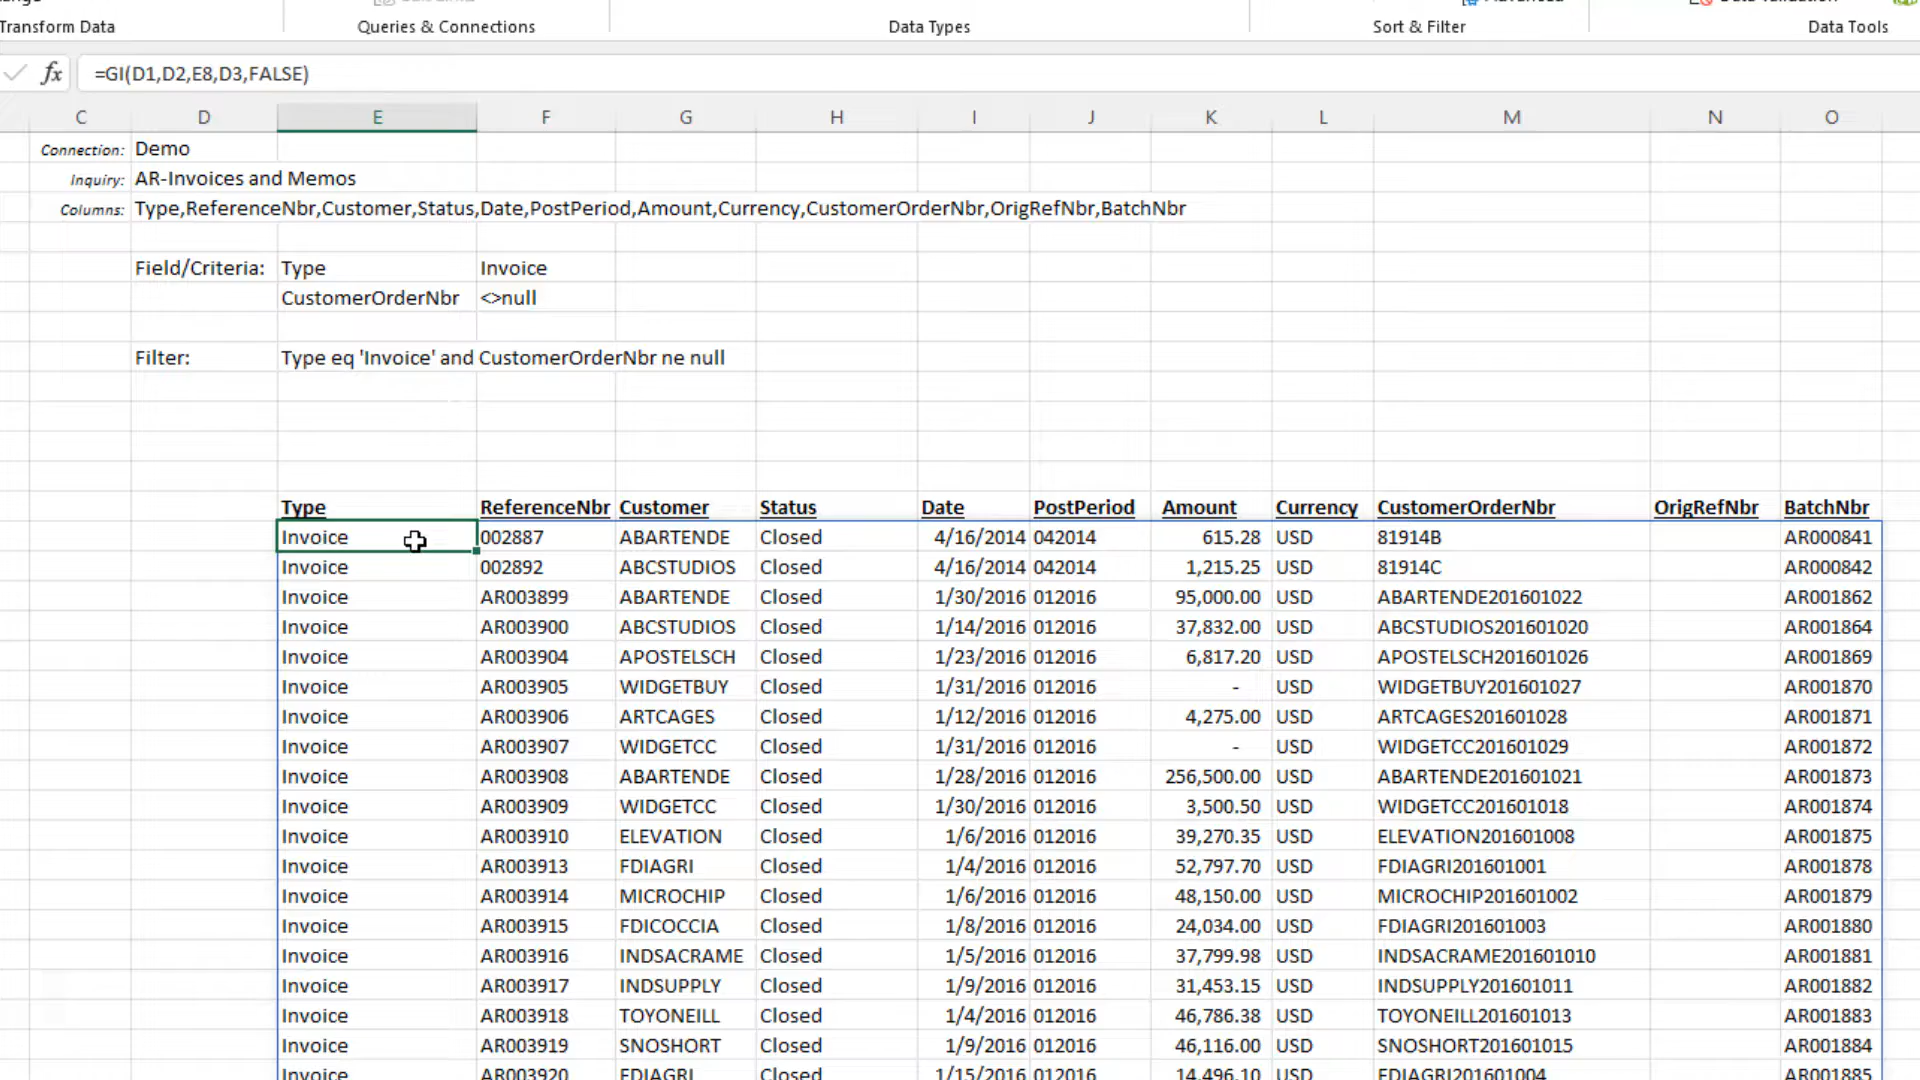 Transform Data Queries & Connections Data Types Sort & Filter Data Tools
fx =GI(D1,D2,E8,D3,FALSE)
C D E F G H I J K L M N O
Connection: Demo
Inquiry: AR-Invoices and Memos
Columns: Type,ReferenceNbr,Customer,Status,Date,PostPeriod,Amount,Currency,CustomerOrderNbr,OrigRefNbr,BatchNbr
Field/Criteria: Type Invoice
CustomerOrderNbr <>null
Filter: Type eq 'Invoice' and CustomerOrderNbr ne null
Type ReferenceNbr Customer Status Date PostPeriod Amount Currency CustomerOrderNbr OrigRefNbr BatchNbr
Invoice 002887 ABARTENDE Closed 4/16/2014 042014 615.28 USD 81914B AR000841
Invoice 002892 ABCSTUDIOS Closed 4/16/2014 042014 1,215.25 USD 81914C AR000842
Invoice AR003899 ABARTENDE Closed 1/30/2016 012016 95,000.00 USD ABARTENDE201601022 AR001862
Invoice AR003900 ABCSTUDIOS Closed 1/14/2016 012016 37,832.00 USD ABCSTUDIOS201601020 AR001864
Invoice AR003904 APOSTELSCH Closed 1/23/2016 012016 6,817.20 USD APOSTELSCH201601026 AR001869
Invoice AR003905 WIDGETBUY Closed 1/31/2016 012016 - USD WIDGETBUY201601027 AR001870
Invoice AR003906 ARTCAGES Closed 1/12/2016 012016 4,275.00 USD ARTCAGES201601028 AR001871
Invoice AR003907 WIDGETCC Closed 1/31/2016 012016 - USD WIDGETCC201601029 AR001872
Invoice AR003908 ABARTENDE Closed 1/28/2016 012016 256,500.00 USD ABARTENDE201601021 AR001873
Invoice AR003909 WIDGETCC Closed 1/30/2016 012016 3,500.50 USD WIDGETCC201601018 AR001874
Invoice AR003910 ELEVATION Closed 1/6/2016 012016 39,270.35 USD ELEVATION201601008 AR001875
Invoice AR003913 FDIAGRI Closed 1/4/2016 012016 52,797.70 USD FDIAGRI201601001 AR001878
Invoice AR003914 MICROCHIP Closed 1/6/2016 012016 48,150.00 USD MICROCHIP201601002 AR001879
Invoice AR003915 FDICOCCIA Closed 1/8/2016 012016 24,034.00 USD FDIAGRI201601003 AR001880
Invoice AR003916 INDSACRAME Closed 1/5/2016 012016 37,799.98 USD INDSACRAME201601010 AR001881
Invoice AR003917 INDSUPPLY Closed 1/9/2016 012016 31,453.15 USD INDSUPPLY201601011 AR001882
Invoice AR003918 TOYONEILL Closed 1/4/2016 012016 46,786.38 USD TOYONEILL201601013 AR001883
Invoice AR003919 SNOSHORT Closed 1/9/2016 012016 46,116.00 USD SNOSHORT201601015 AR001884
Invoice AR003920 FDIAGRI Closed 1/15/2016 012016 14,496.10 USD FDIAGRI201601004 AR001885